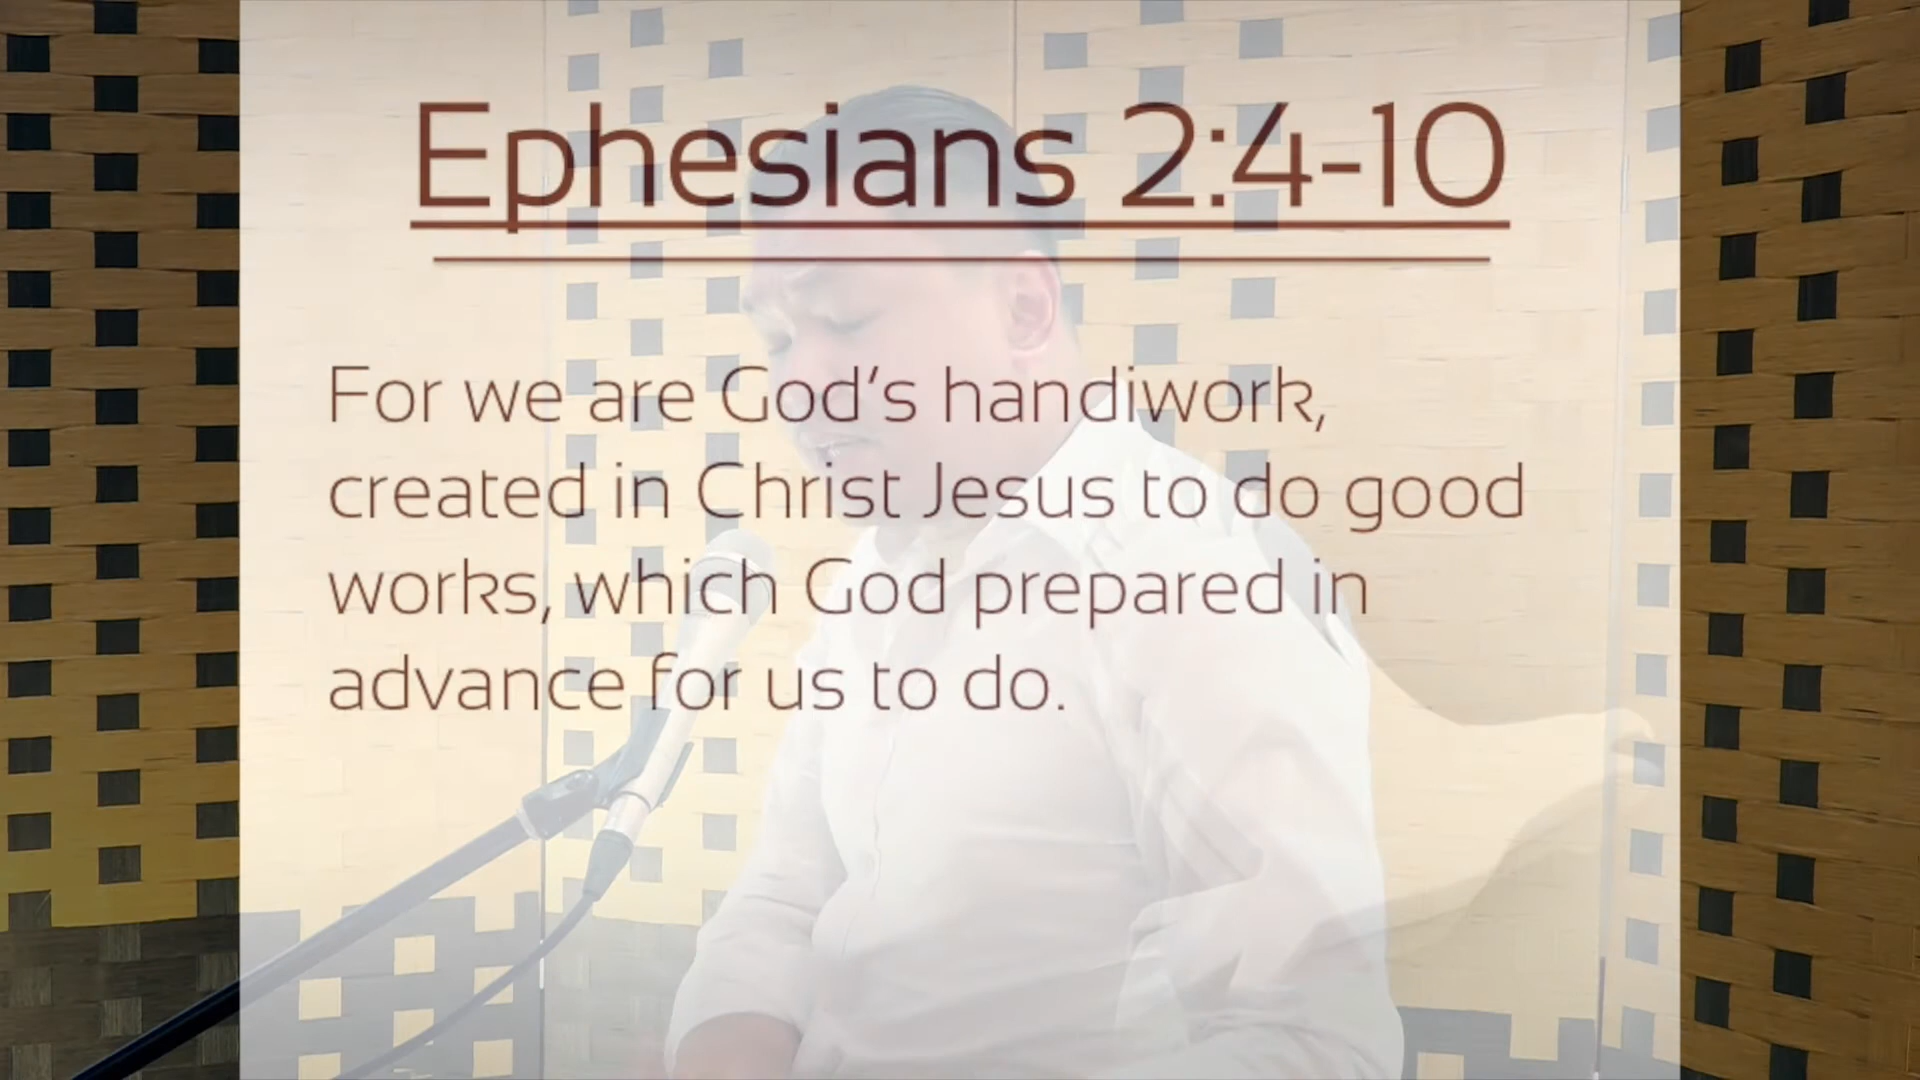 Ephesians 2:4-10
For we are God's handiwork,
created in Christ Jesus to do good
works, which God prepared in
advance for us to do.